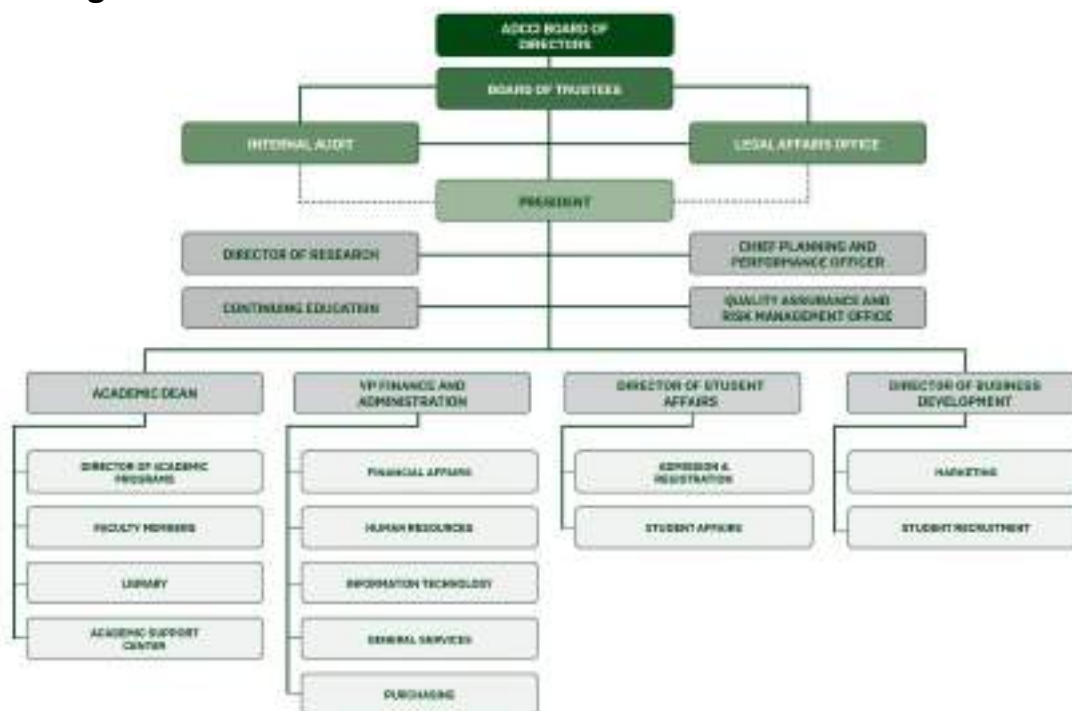 ADCCI BOARD OF
DIRECTORS
BOARD OF TRUSTEES
INTERNAL AUDIT
LEGAL AFFAIRS OFFICE
PRESIDENT
DIRECTOR OF RESEARCH
CHIEF PLANNING AND
PERFORMANCE OFFICER
CONTINUING EDUCATION
QUALITY ASSURANCE AND
RISK MANAGEMENT OFFICE
ACADEMIC DEAN
VP FINANCE AND
ADMINISTRATION
DIRECTOR OF STUDENT
AFFAIRS
DIRECTOR OF BUSINESS
DEVELOPMENT
DIRECTOR OF ACADEMIC
PROGRAMS
FACULTY MEMBERS
LIBRARY
ACADEMIC SUPPORT
CENTER
FINANCIAL AFFAIRS
HUMAN RESOURCES
INFORMATION TECHNOLOGY
GENERAL SERVICES
PURCHASING
ADMISSION &
REGISTRATION
STUDENT AFFAIRS
MARKETING
STUDENT RECRUITMENT